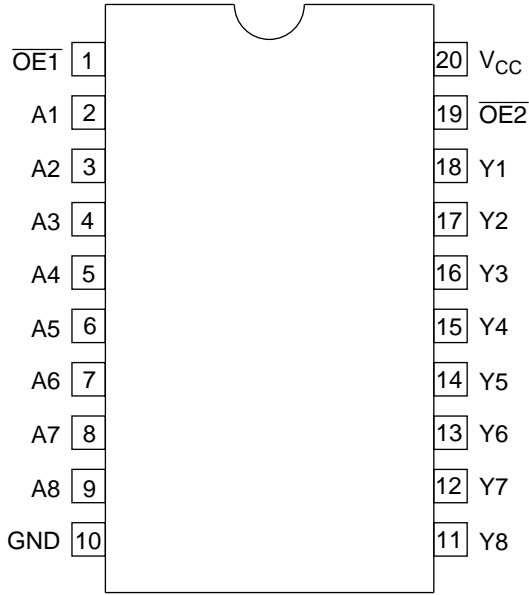 OE1 1 20 VCC
A1 2 19 OE2
A2 3 18 Y1
A3 4 17 Y2
A4 5 16 Y3
A5 6 15 Y4
A6 7 14 Y5
A7 8 13 Y6
A8 9 12 Y7
GND 10 11 Y8